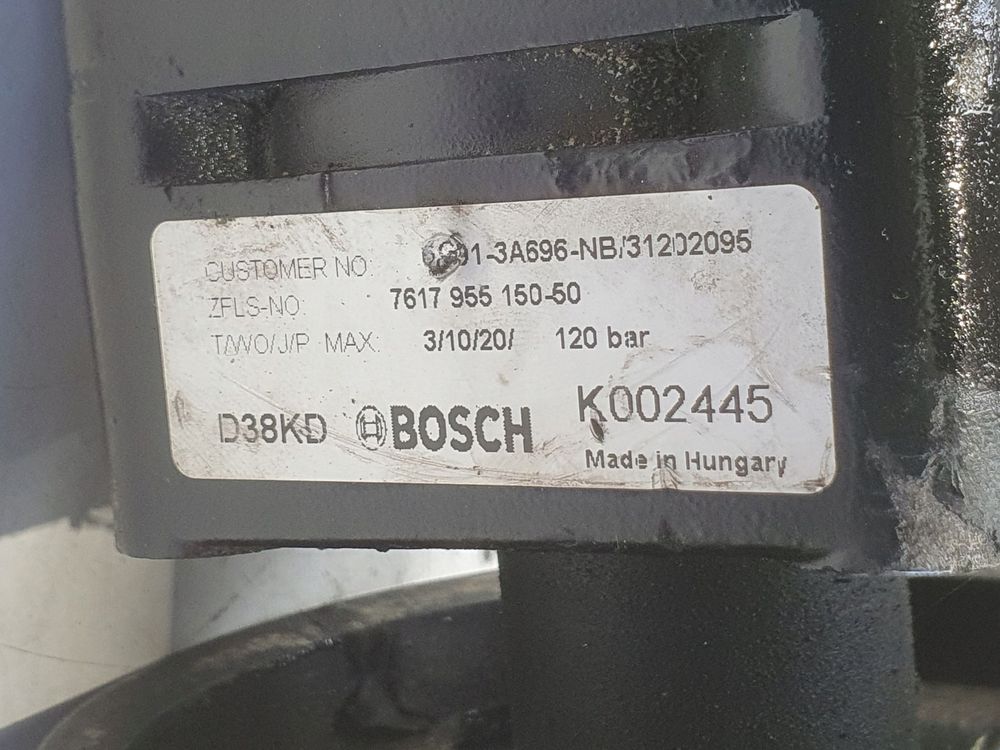 CUSTOMER NO: 6G91-3A696-NB/31202095
ZFLS-NO: 7617 955 150-50
T/WO/J/P MAX: 3/10/20/ 120 bar
D38KD BOSCH K002445
Made in Hungary